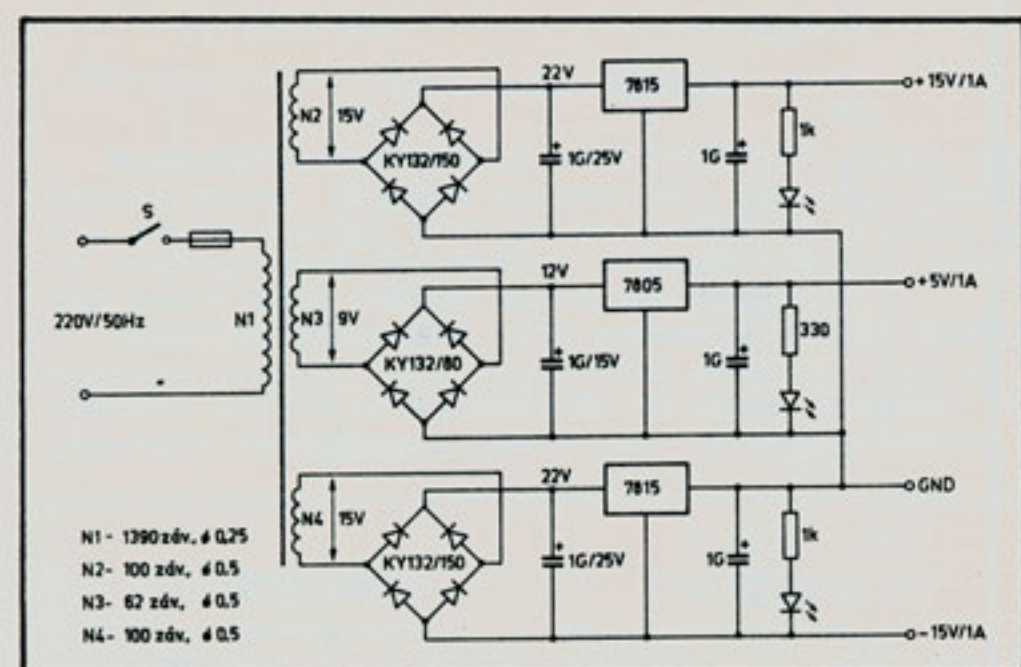 22V
7815
+15V/1A
N2
15V
KY132/150
1G/25V
1G
1k
S
220V/50Hz
N1
12V
7805
+5V/1A
N3
9V
KY132/80
1G/15V
1G
330
22V
7815
GND
N4
15V
KY132/150
1G/25V
1G
1k
-15V/1A
N1- 1390 záv, ø 0,25
N2- 100 záv, ø 0.5
N3- 62 záv, ø 0.5
N4- 100 záv, ø 0.5